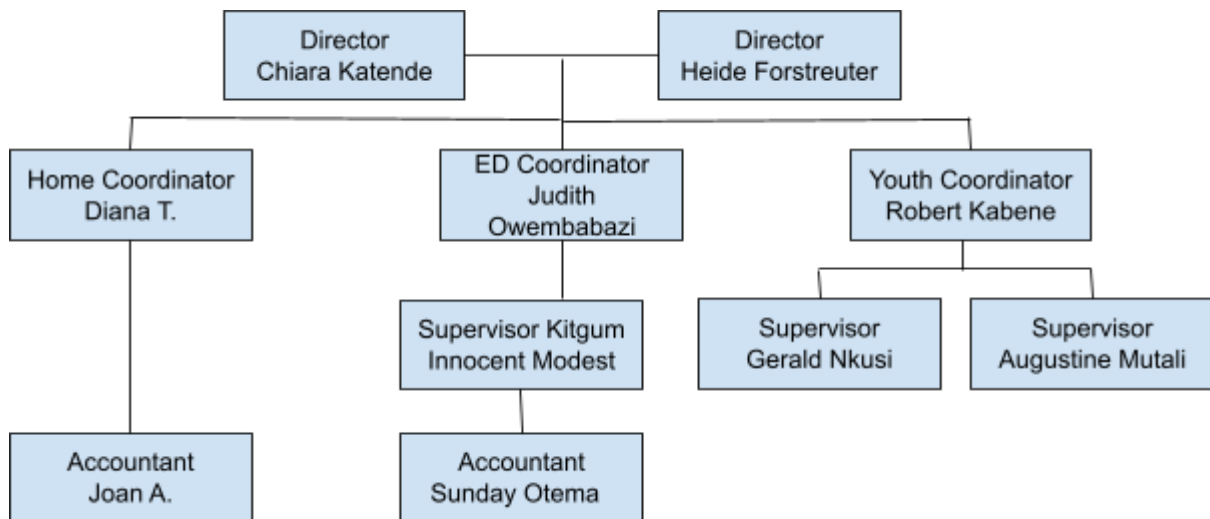 Director
Chiara Katende
Director
Heide Forstreuter
Home Coordinator
Diana T.
ED Coordinator
Judith
Owembabazi
Youth Coordinator
Robert Kabene
Supervisor Kitgum
Innocent Modest
Supervisor
Gerald Nkusi
Supervisor
Augustine Mutali
Accountant
Joan A.
Accountant
Sunday Otema